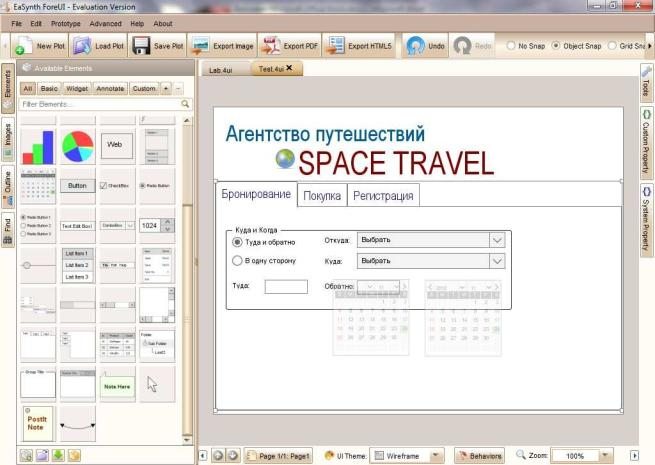 EaSynth ForeUI - Evaluation Version
File Edit Prototype Advanced Help About
New Plot Load Plot Save Plot Export Image Export PDF Export HTML5 Undo Redo No Snap Object Snap Grid Sna
Elements
Images
Outline
Find
Available Elements
All Basic Widget Annotate Custom + −
Filter Elements...
Web
Button CheckBox Radio Button
Radio Button 1
Radio Button 2
Radio Button 3
Text Edit Box ComboBox 1024
List Item 1
List Item 2
List Item 3
Folder
Sub Folder
Leaf3
Group Title
Note Here
PostIt
Note
Lab.4ui Test.4ui
Агентство путешествий
SPACE TRAVEL
Бронирование Покупка Регистрация
Куда и Когда
Туда и обратно Откуда: Выбрать
В одну сторону Куда: Выбрать
Туда: Обратно:
Tools
Custom Property
System Property
Page 1/1: Page1 UI Theme: Wireframe Behaviors Zoom: 100%